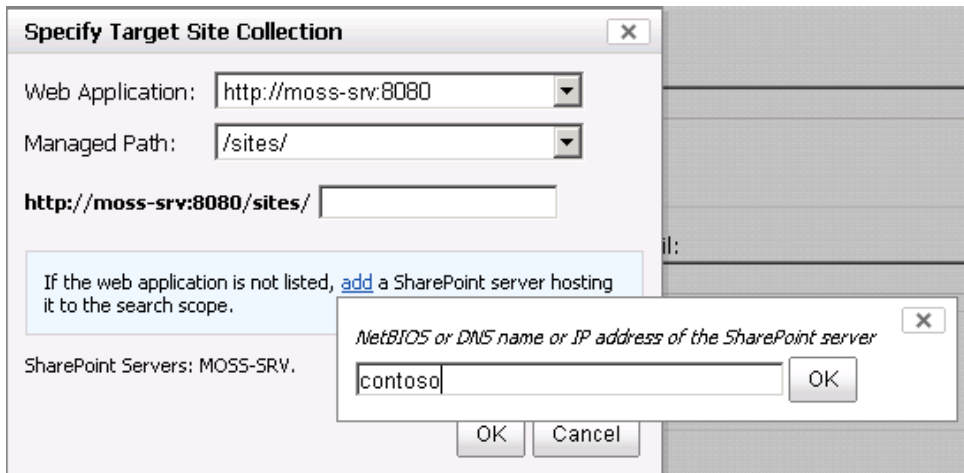 Specify Target Site Collection
Web Application: http://moss-srv:8080
Managed Path: /sites/
http://moss-srv:8080/sites/
il:
If the web application is not listed, add a SharePoint server hosting
it to the search scope.
NetBIOS or DNS name or IP address of the SharePoint server
SharePoint Servers: MOSS-SRV.
contoso OK
OK Cancel